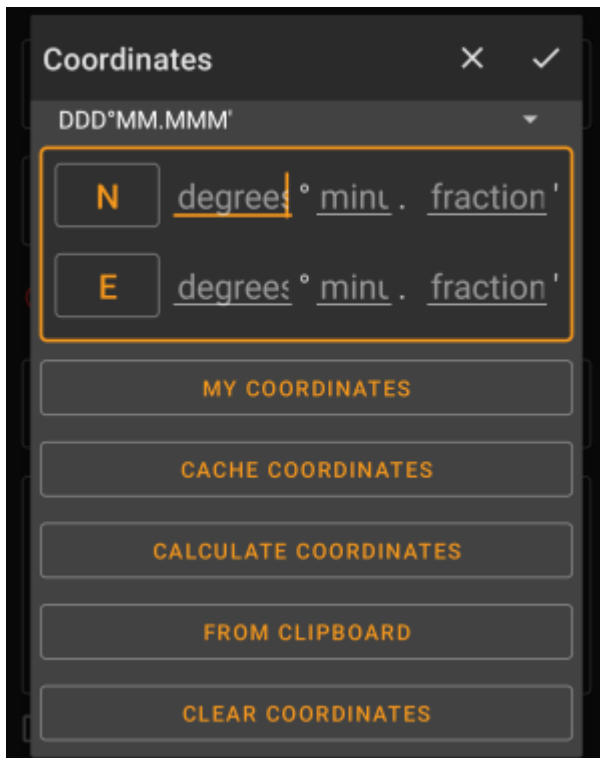 Coordinates
DDD°MM.MMM'
N degrees ° minu . fraction '
E degrees ° minu . fraction '
MY COORDINATES
CACHE COORDINATES
CALCULATE COORDINATES
FROM CLIPBOARD
CLEAR COORDINATES